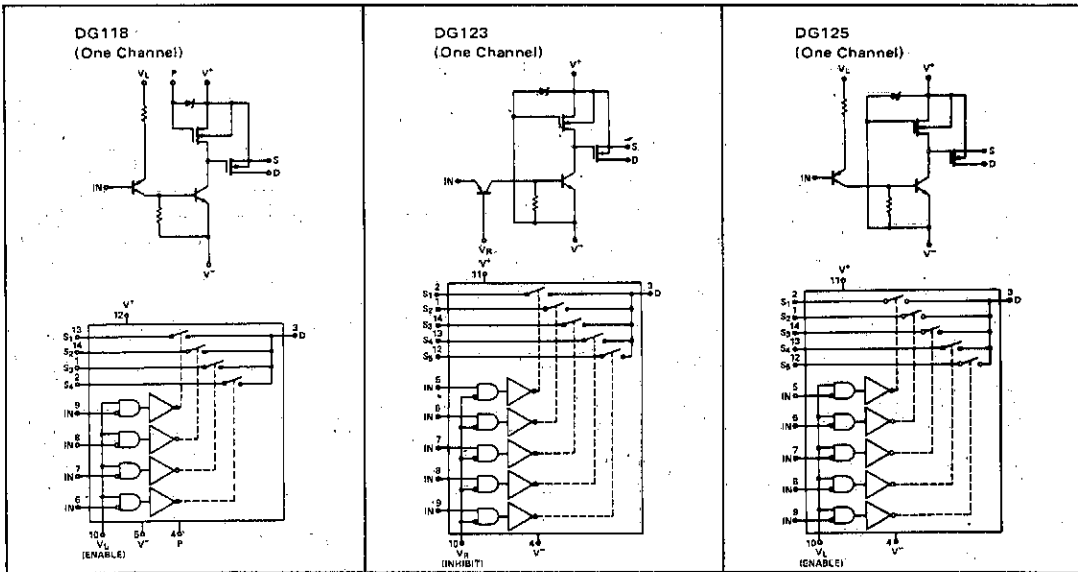 DG118
(One Channel)
VL P V+
IN
S
D
V−
V+
12
13 S1
14 S2
1 S3
2 S4
3 D
9 IN
8 IN
7 IN
6 IN
10 5 4
VL V− P
(ENABLE)
DG123
(One Channel)
V+
S
D
IN
VR
V−
V+
11
2 S1
1 S2
14 S3
13 S4
12 S5
3 D
5 IN
6 IN
7 IN
8 IN
9 IN
10 4
VR V−
(INHIBIT)
DG125
(One Channel)
VL V+
S
D
IN
V−
V+
11
2 S1
1 S2
14 S3
13 S4
12 S5
3 D
5 IN
6 IN
7 IN
8 IN
9 IN
10 4
VL V−
(ENABLE)